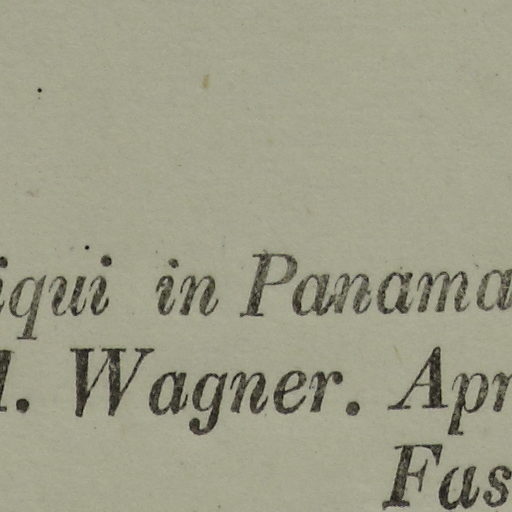 iqui in Panama
M. Wagner. Apr
Fas